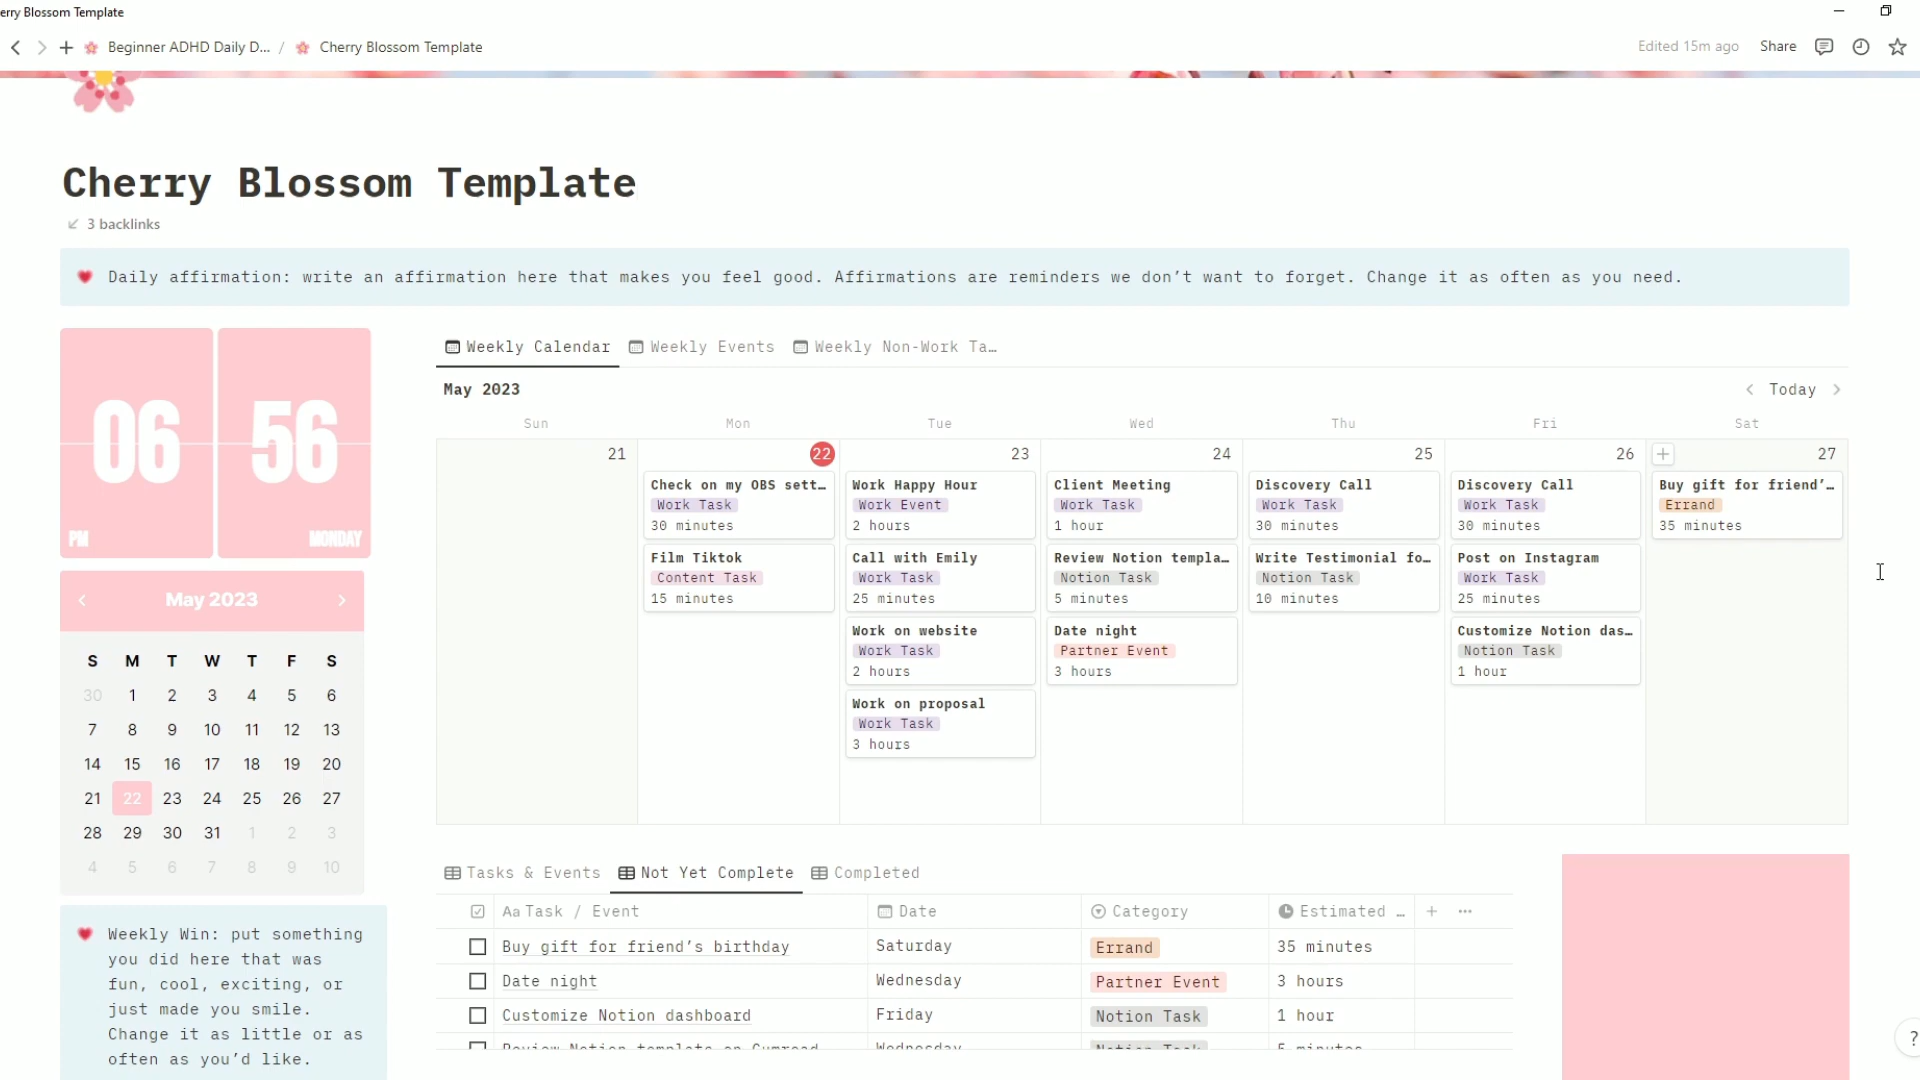 erry Blossom Template
Beginner ADHD Daily D... / Cherry Blossom Template
Edited 15m ago Share
Cherry Blossom Template
3 backlinks
Daily affirmation: write an affirmation here that makes you feel good. Affirmations are reminders we don’t want to forget. Change it as often as you need.
06 56
PM MONDAY
May 2023
S M T W T F S
30 1 2 3 4 5 6
7 8 9 10 11 12 13
14 15 16 17 18 19 20
21 22 23 24 25 26 27
28 29 30 31 1 2 3
4 5 6 7 8 9 10
Weekly Win: put something
you did here that was
fun, cool, exciting, or
just made you smile.
Change it as little or as
often as you’d like.
Weekly Calendar Weekly Events Weekly Non-Work Ta…
May 2023 Today
Sun Mon Tue Wed Thu Fri Sat
21 22 23 24 25 26 27
Check on my OBS sett…
Work Task
30 minutes
Film Tiktok
Content Task
15 minutes
Work Happy Hour
Work Event
2 hours
Call with Emily
Work Task
25 minutes
Work on website
Work Task
2 hours
Work on proposal
Work Task
3 hours
Client Meeting
Work Task
1 hour
Review Notion templa…
Notion Task
5 minutes
Date night
Partner Event
3 hours
Discovery Call
Work Task
30 minutes
Write Testimonial fo…
Notion Task
10 minutes
Discovery Call
Work Task
30 minutes
Post on Instagram
Work Task
25 minutes
Customize Notion das…
Notion Task
1 hour
Buy gift for friend’…
Errand
35 minutes
Tasks & Events Not Yet Complete Completed
Aa Task / Event Date Category Estimated …
Buy gift for friend’s birthday Saturday Errand 35 minutes
Date night Wednesday Partner Event 3 hours
Customize Notion dashboard Friday Notion Task 1 hour
Review Notion template on Gumroad Wednesday Notion Task 5 minutes
?